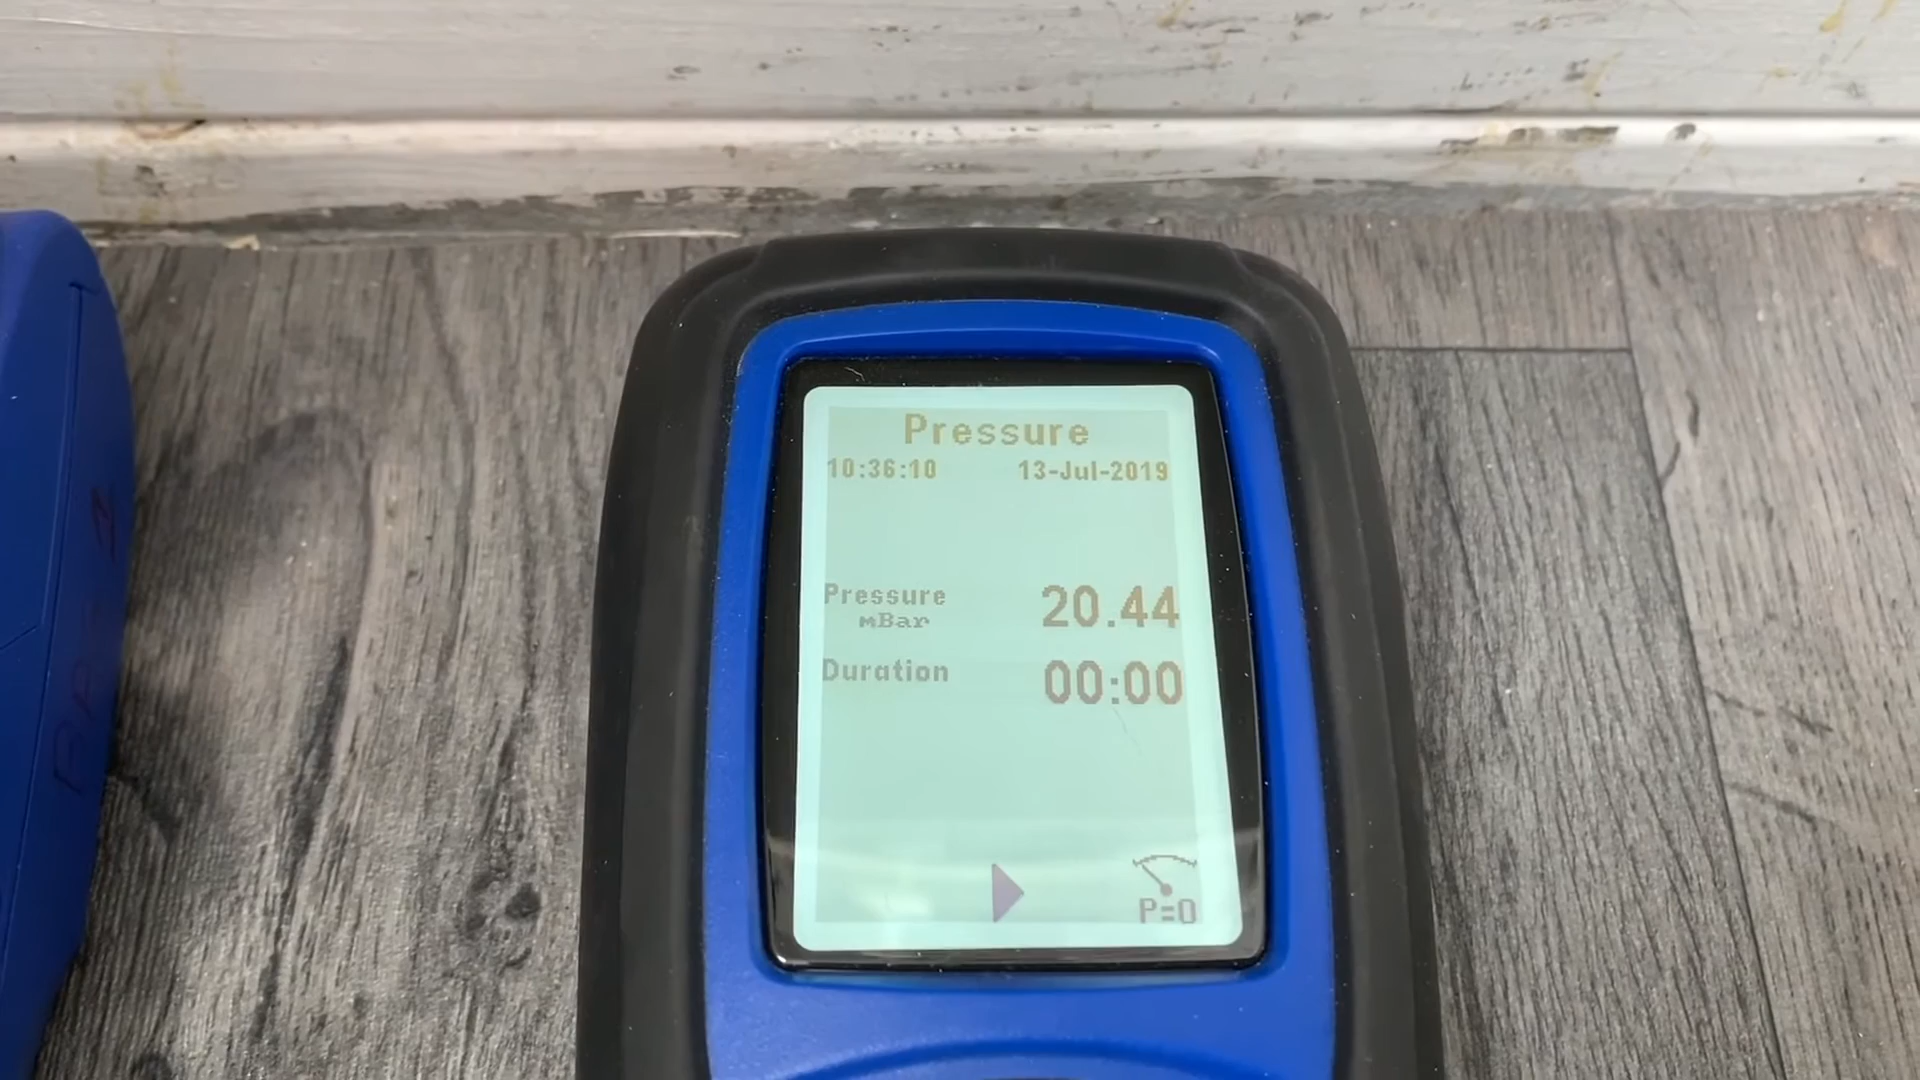 Pressure
10:36:10 13-Jul-2019
Pressure 20.44
mBar
Duration 00:00
P=0